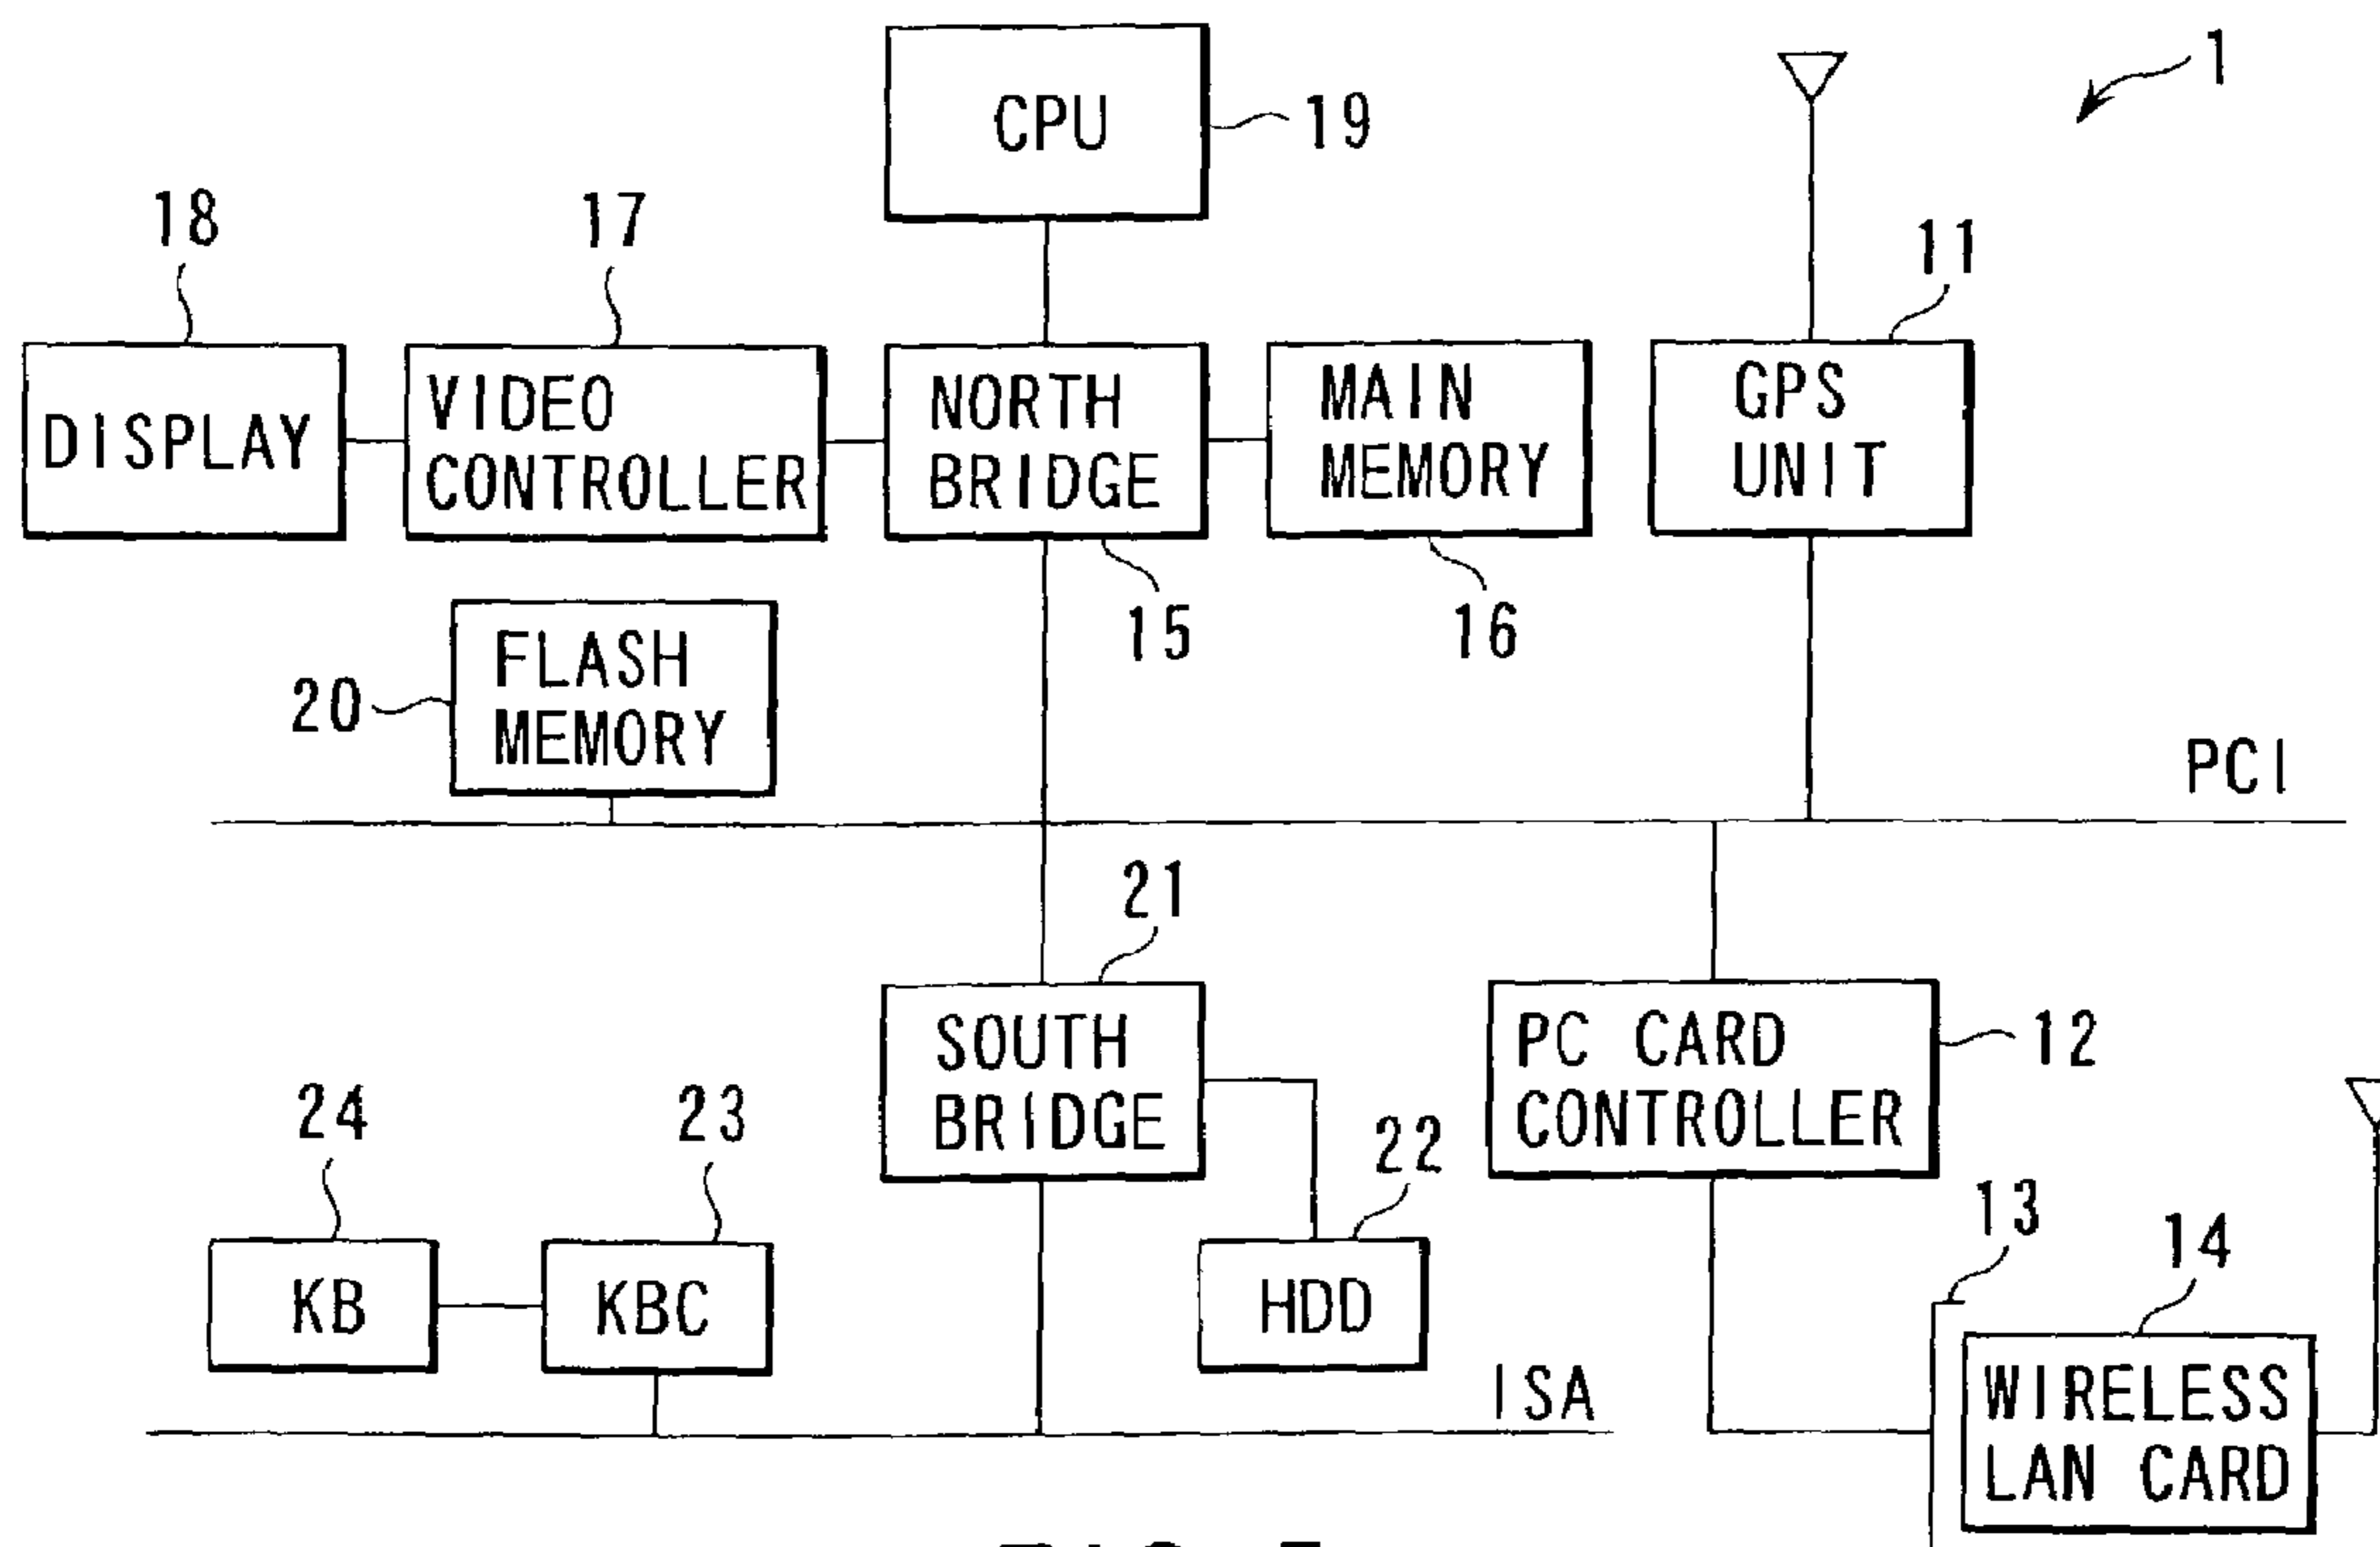 1
CPU
19
18
17
11
DISPLAY
VIDEO
CONTROLLER
NORTH
BRIDGE
MAIN
MEMORY
GPS
UNIT
15
16
20
FLASH
MEMORY
PCI
21
SOUTH
BRIDGE
PC CARD
CONTROLLER
12
24
23
22
13
14
KB
KBC
HDD
ISA
WIRELESS
LAN CARD